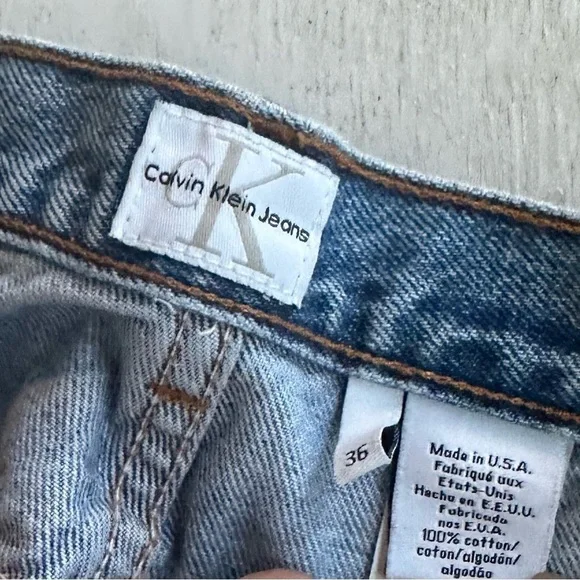 cK
Calvin Klein Jeans
36
Made in U.S.A.
Fabriqué aux
Etats-Unis
Hecho en E.E.U.U.
Fabricado
nos E.U.A.
100% cotton/
coton/algodón/
algodão